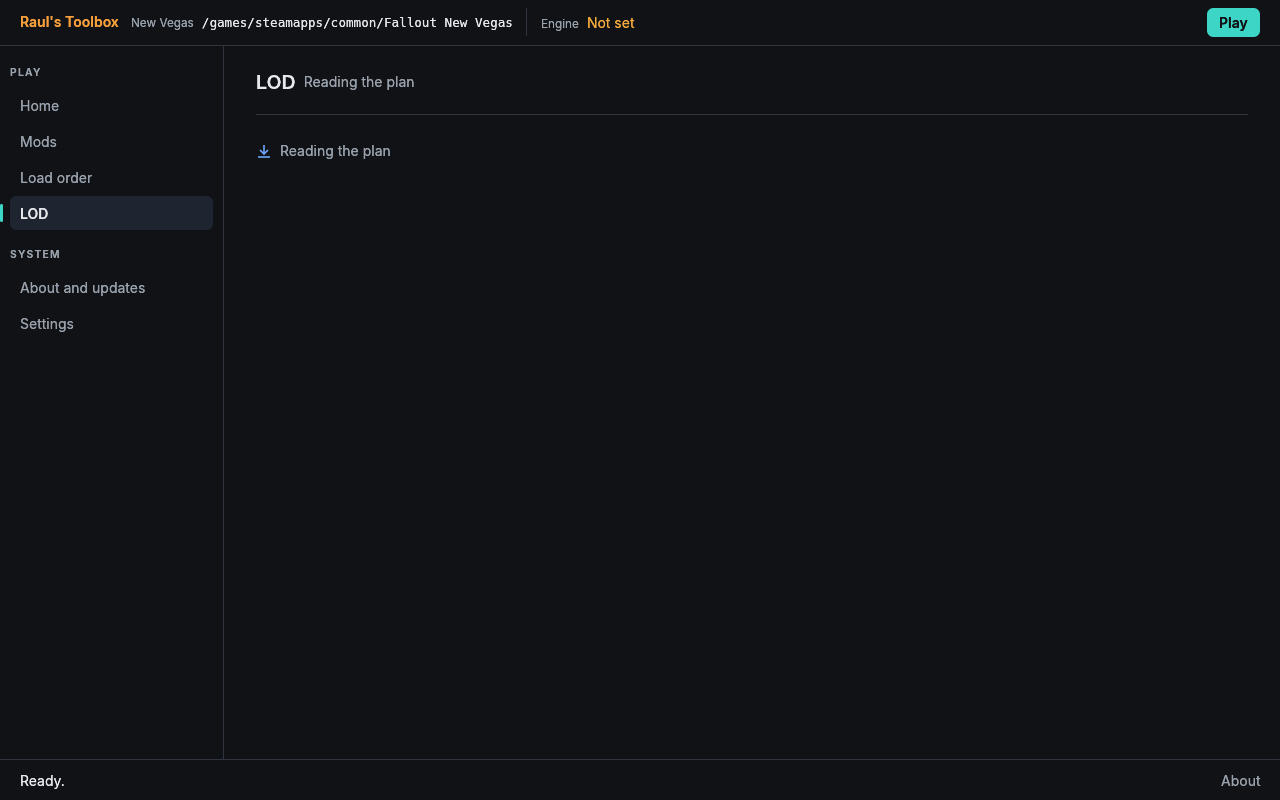 Raul's Toolbox New Vegas /games/steamapps/common/Fallout New Vegas Engine Not set Play
PLAY
Home
Mods
Load order
LOD
SYSTEM
About and updates
Settings
LOD Reading the plan
Reading the plan
Ready. About